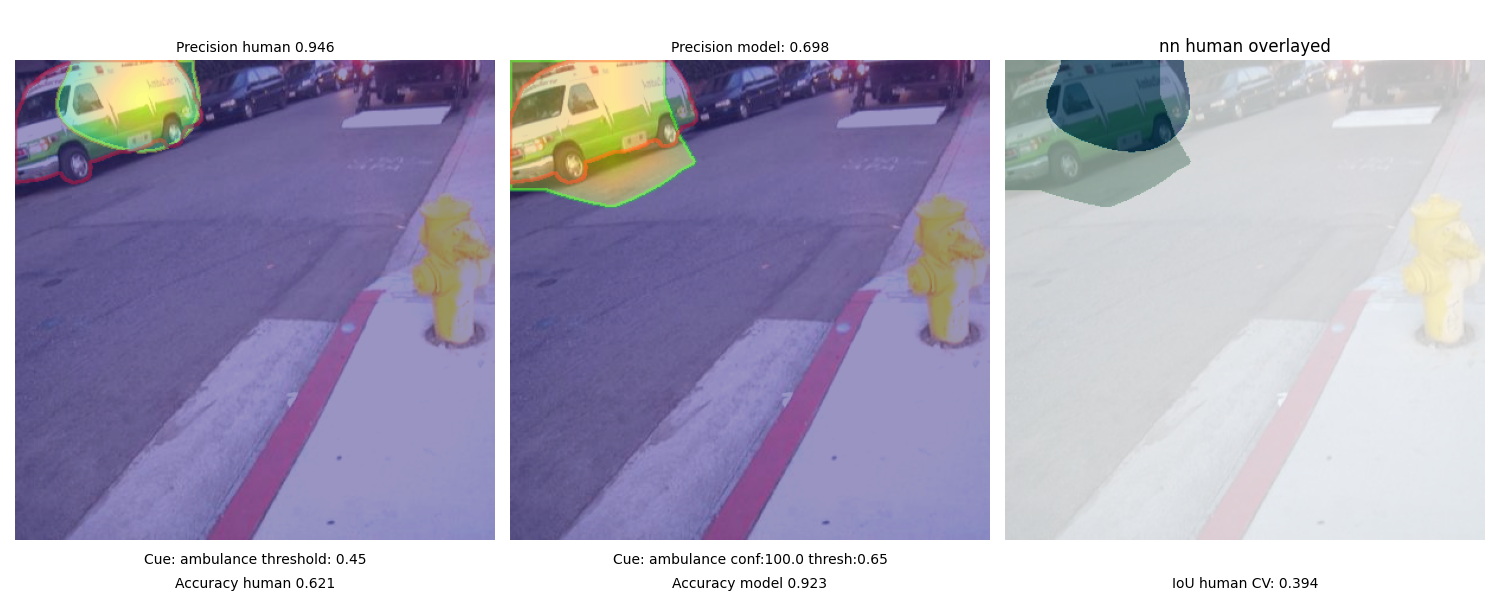 Precision human 0.946
Precision model: 0.698
nn human overlayed
Cue: ambulance threshold: 0.45
Cue: ambulance conf:100.0 thresh:0.65
Accuracy human 0.621
Accuracy model 0.923
IoU human CV: 0.394